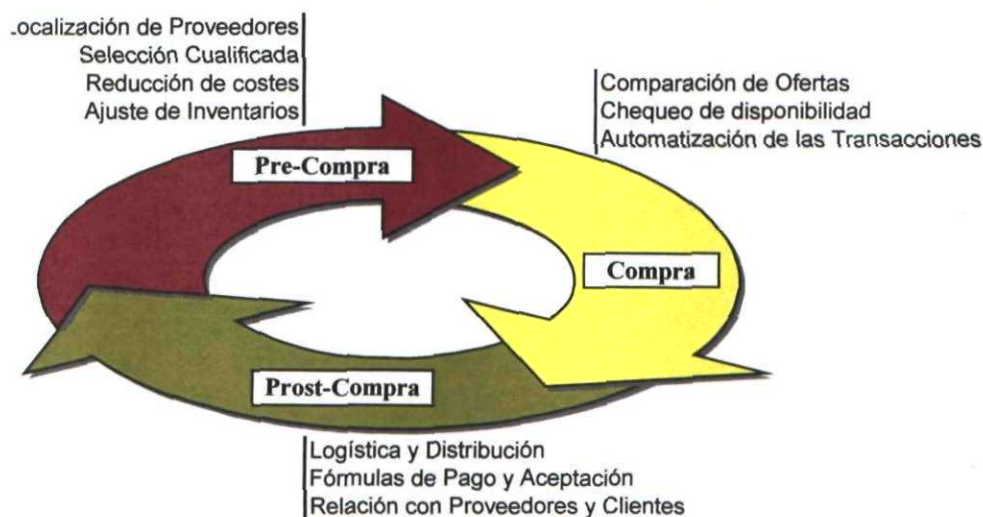 .ocalización de Proveedores
Selección Cualificada
Reducción de costes
Ajuste de Inventarios
Comparación de Ofertas
Chequeo de disponibilidad
Automatización de las Transacciones
Pre-Compra
Compra
Prost-Compra
Logística y Distribución
Fórmulas de Pago y Aceptación
Relación con Proveedores y Clientes